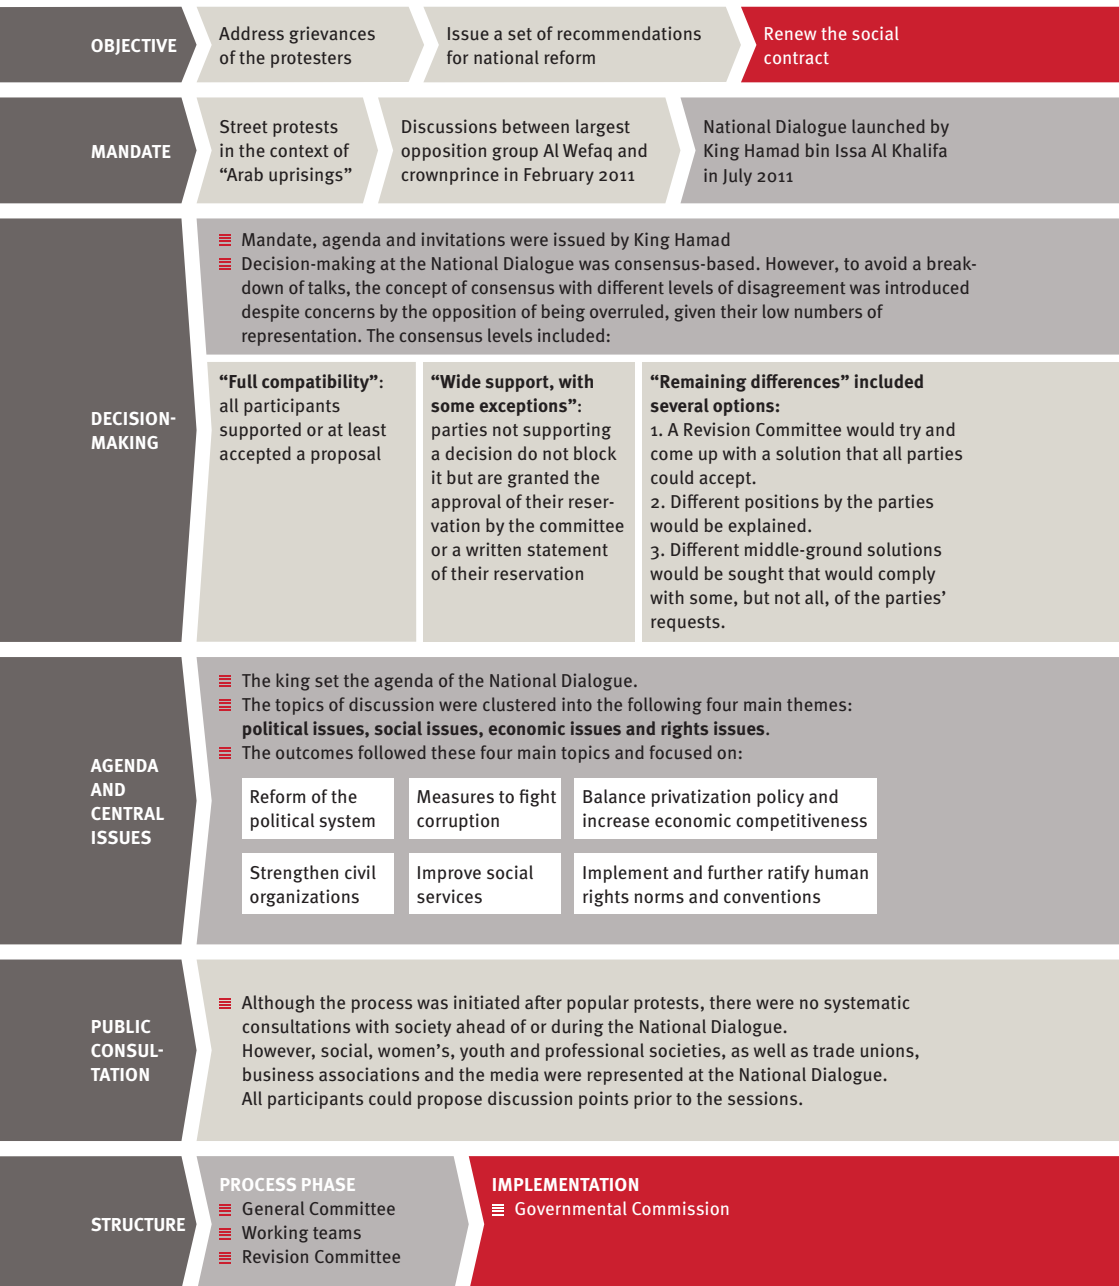 OBJECTIVE
Address grievances
of the protesters
Issue a set of recommendations
for national reform
Renew the social
contract
MANDATE
Street protests
in the context of
“Arab uprisings”
Discussions between largest
opposition group Al Wefaq and
crownprince in February 2011
National Dialogue launched by
King Hamad bin Issa Al Khalifa
in July 2011
DECISION-
MAKING
Mandate, agenda and invitations were issued by King Hamad
Decision-making at the National Dialogue was consensus-based. However, to avoid a break-
down of talks, the concept of consensus with different levels of disagreement was introduced
despite concerns by the opposition of being overruled, given their low numbers of
representation. The consensus levels included:
“Full compatibility”:
all participants
supported or at least
accepted a proposal
“Wide support, with
some exceptions”:
parties not supporting
a decision do not block
it but are granted the
approval of their reser-
vation by the committee
or a written statement
of their reservation
“Remaining differences” included
several options:
1. A Revision Committee would try and
come up with a solution that all parties
could accept.
2. Different positions by the parties
would be explained.
3. Different middle-ground solutions
would be sought that would comply
with some, but not all, of the parties’
requests.
AGENDA
AND
CENTRAL
ISSUES
The king set the agenda of the National Dialogue.
The topics of discussion were clustered into the following four main themes:
political issues, social issues, economic issues and rights issues.
The outcomes followed these four main topics and focused on:
Reform of the
political system
Measures to fight
corruption
Balance privatization policy and
increase economic competitiveness
Strengthen civil
organizations
Improve social
services
Implement and further ratify human
rights norms and conventions
PUBLIC
CONSUL-
TATION
Although the process was initiated after popular protests, there were no systematic
consultations with society ahead of or during the National Dialogue.
However, social, women’s, youth and professional societies, as well as trade unions,
business associations and the media were represented at the National Dialogue.
All participants could propose discussion points prior to the sessions.
STRUCTURE
PROCESS PHASE
General Committee
Working teams
Revision Committee
IMPLEMENTATION
Governmental Commission